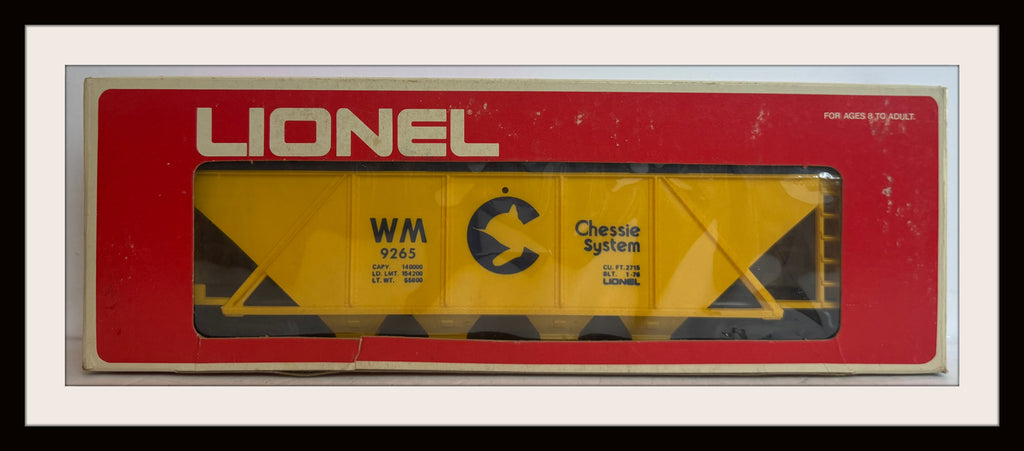 LIONEL
FOR AGES 8 TO ADULT.
WM
9265
CAPY. 140000
LD. LMT. 154200
LT. WT. 55800
Chessie
System
CU. FT. 2715
BLT. 1-76
LIONEL